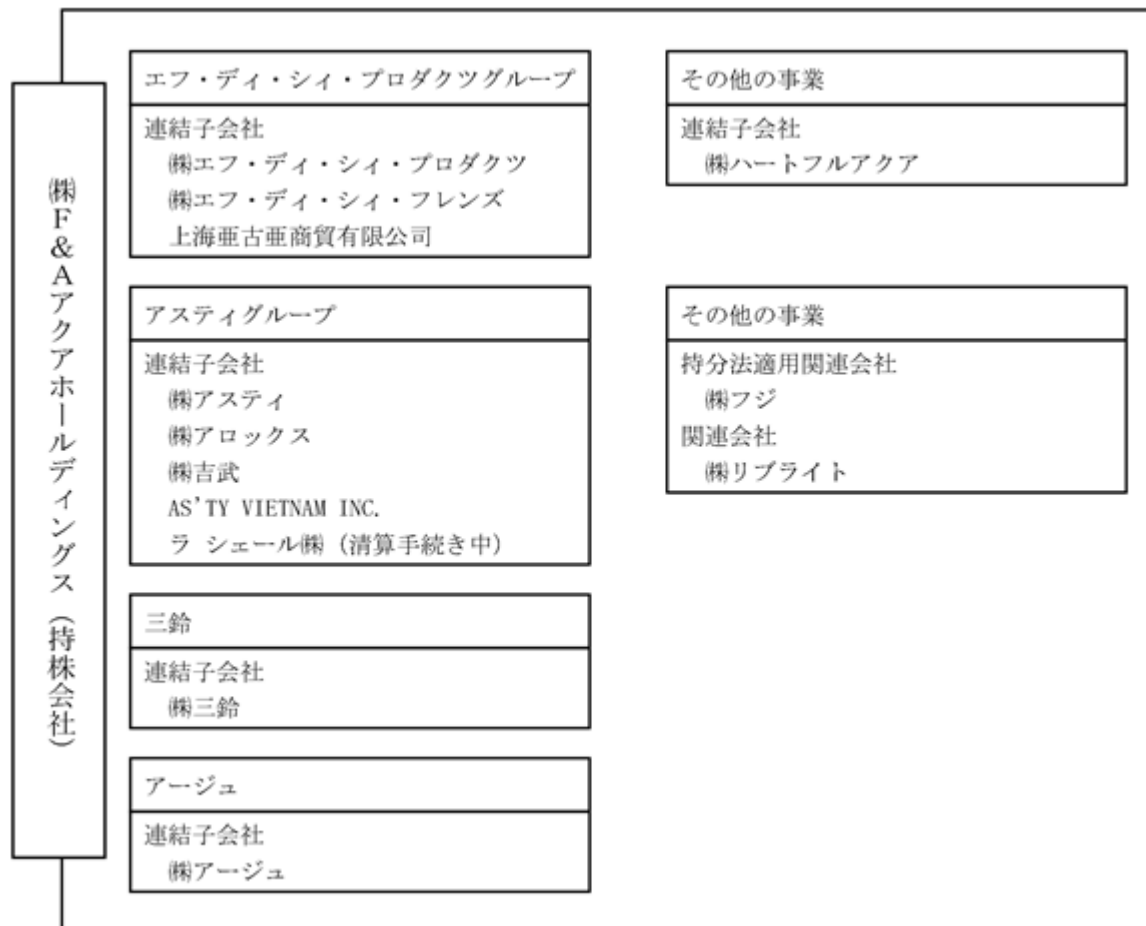 ㈱F&Aアクアホールディングス（持株会社）
エフ・ディ・シィ・プロダクツグループ
連結子会社
㈱エフ・ディ・シィ・プロダクツ
㈱エフ・ディ・シィ・フレンズ
上海亜古亜商貿有限公司
アスティグループ
連結子会社
㈱アスティ
㈱アロックス
㈱吉武
AS'TY VIETNAM INC.
ラ シェール㈱（清算手続き中）
三鈴
連結子会社
㈱三鈴
アージュ
連結子会社
㈱アージュ
その他の事業
連結子会社
㈱ハートフルアクア
その他の事業
持分法適用関連会社
㈱フジ
関連会社
㈱リブライト